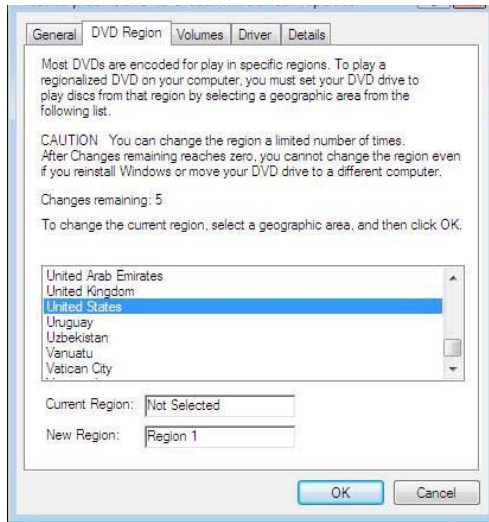 General DVD Region Volumes Driver Details
Most DVDs are encoded for play in specific regions. To play a
regionalized DVD on your computer, you must set your DVD drive to
play discs from that region by selecting a geographic area from the
following list.
CAUTION You can change the region a limited number of times.
After Changes remaining reaches zero, you cannot change the region even
if you reinstall Windows or move your DVD drive to a different computer.
Changes remaining: 5
To change the current region, select a geographic area, and then click OK.
United Arab Emirates
United Kingdom
United States
Uruguay
Uzbekistan
Vanuatu
Vatican City
Current Region: Not Selected
New Region: Region 1
OK Cancel